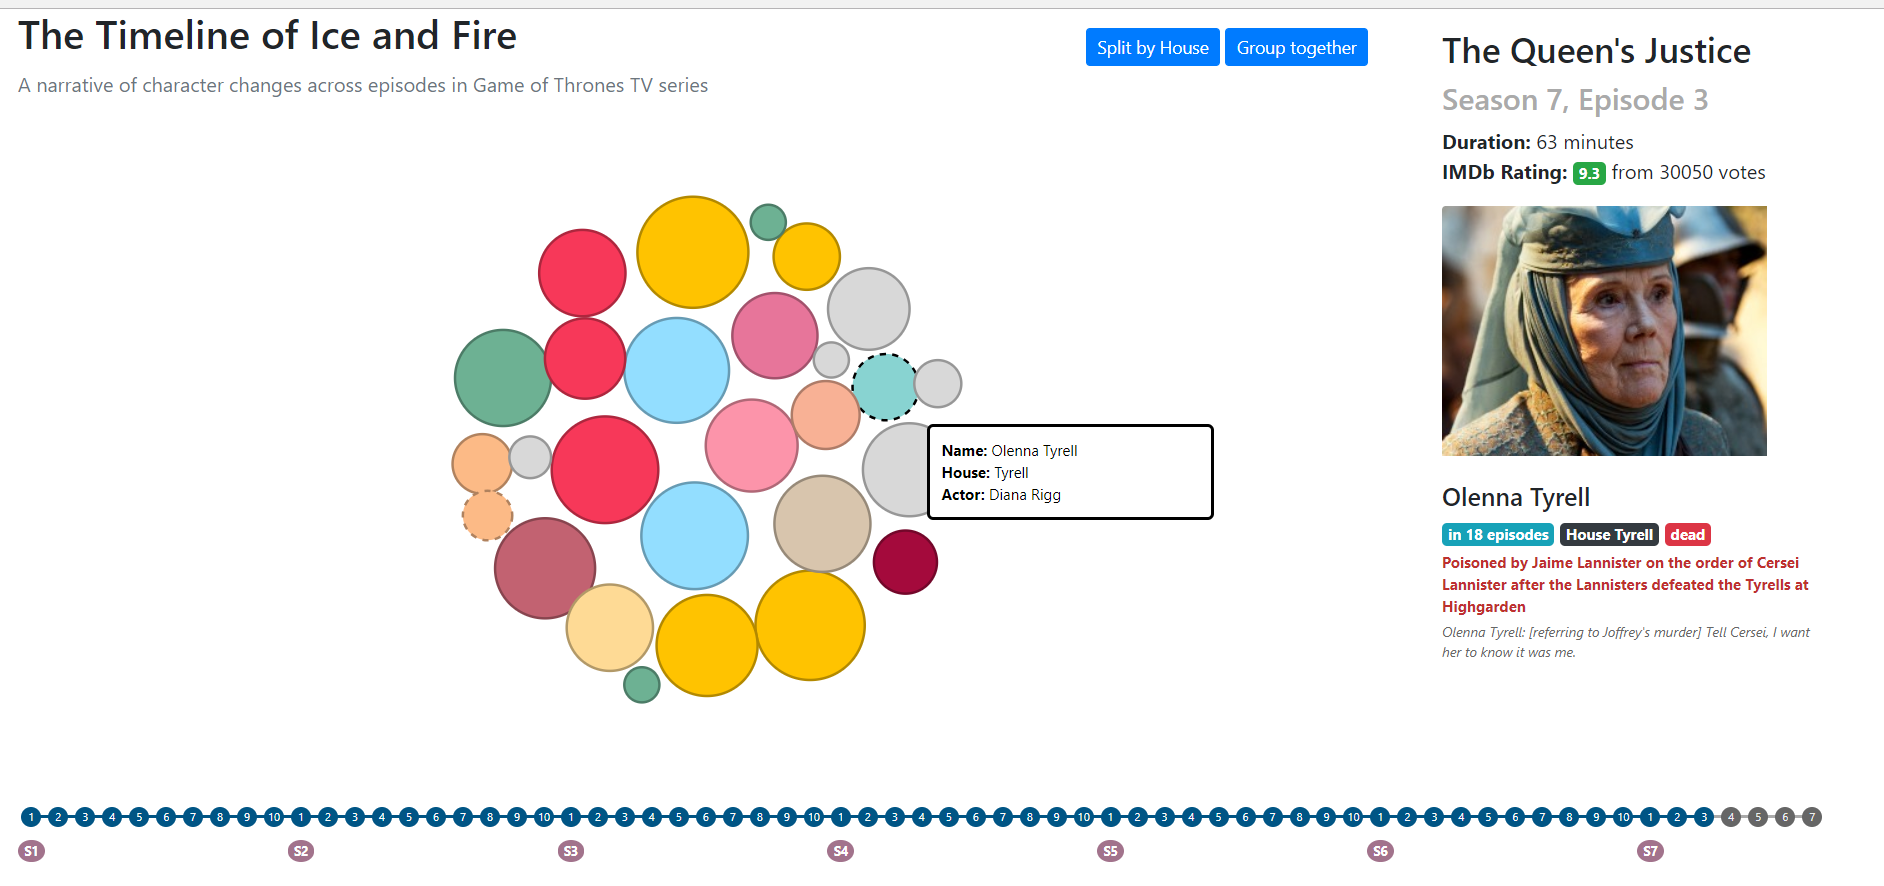 The Timeline of Ice and Fire
A narrative of character changes across episodes in Game of Thrones TV series
Split by House
Group together
The Queen's Justice
Season 7, Episode 3
Duration: 63 minutes
IMDb Rating: 9.3 from 30050 votes
Name: Olenna Tyrell
House: Tyrell
Actor: Diana Rigg
Olenna Tyrell
in 18 episodes House Tyrell dead
Poisoned by Jaime Lannister on the order of Cersei
Lannister after the Lannisters defeated the Tyrells at
Highgarden
Olenna Tyrell: [referring to Joffrey's murder] Tell Cersei, I want
her to know it was me.
1 2 3 4 5 6 7 8 9 10 1 2 3 4 5 6 7 8 9 10 1 2 3 4 5 6 7 8 9 10 1 2 3 4 5 6 7 8 9 10 1 2 3 4 5 6 7 8 9 10 1 2 3 4 5 6 7 8 9 10 1 2 3 4 5 6 7
S1 S2 S3 S4 S5 S6 S7